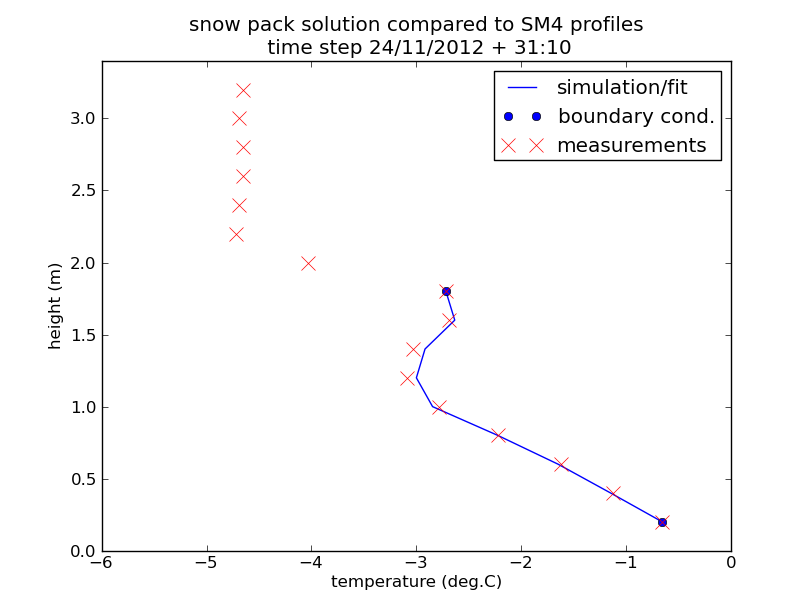 snow pack solution compared to SM4 profiles
time step 24/11/2012 + 31:10
simulation/fit
boundary cond.
measurements
3.0
2.5
2.0
1.5
1.0
0.5
0.0
height (m)
−6 −5 −4 −3 −2 −1 0
temperature (deg.C)